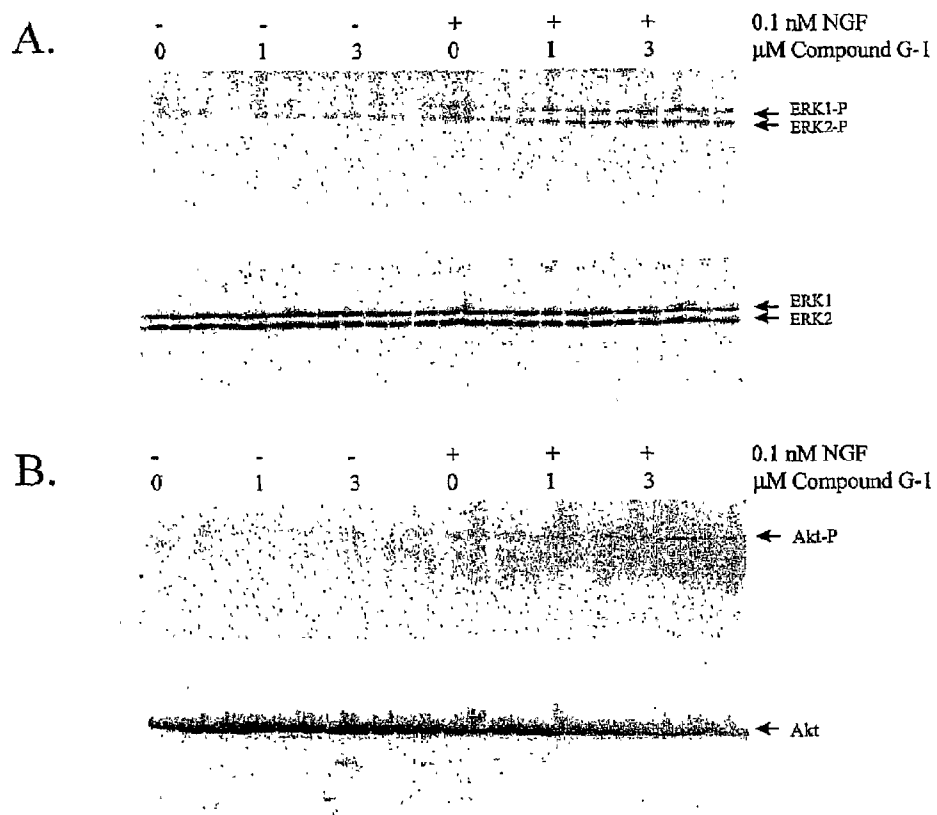 A.
- - - + + + 0.1 nM NGF
0 1 3 0 1 3 µM Compound G-1
ERK1-P
ERK2-P
ERK1
ERK2
B.
- - - + + + 0.1 nM NGF
0 1 3 0 1 3 µM Compound G-1
Akt-P
Akt